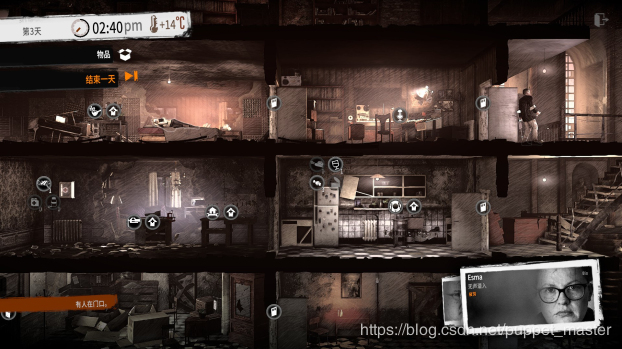 第3天
02:40pm
+14°C
物品
结束一天
有人在门口。
Esma
https://blog.csdn.net/puppet_master